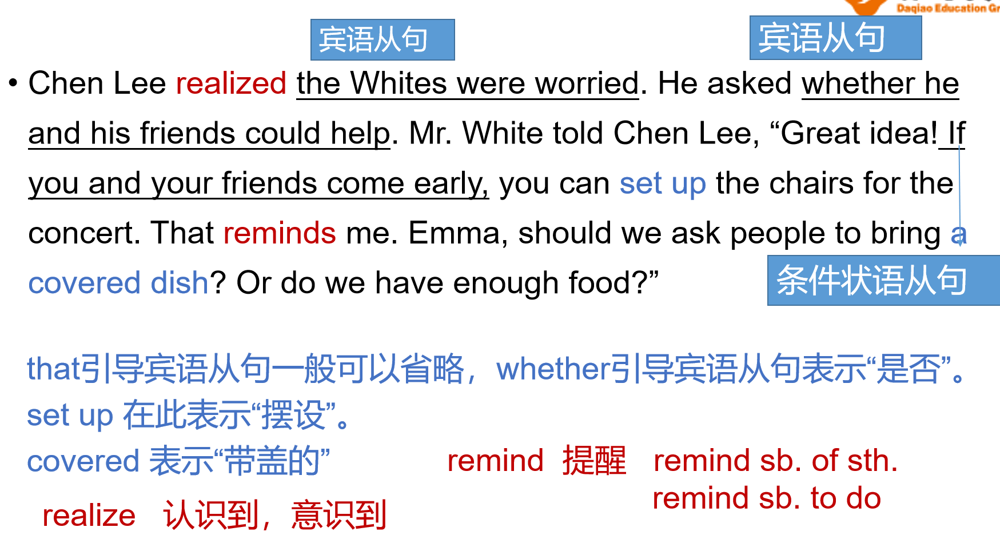 Daqiao Education Gr
宾语从句 宾语从句
• Chen Lee realized the Whites were worried. He asked whether he
and his friends could help. Mr. White told Chen Lee, “Great idea! If
you and your friends come early, you can set up the chairs for the
concert. That reminds me. Emma, should we ask people to bring a
covered dish? Or do we have enough food?”
条件状语从句
that引导宾语从句一般可以省略，whether引导宾语从句表示“是否”。
set up 在此表示“摆设”。
covered 表示“带盖的” remind 提醒 remind sb. of sth.
remind sb. to do
realize 认识到，意识到